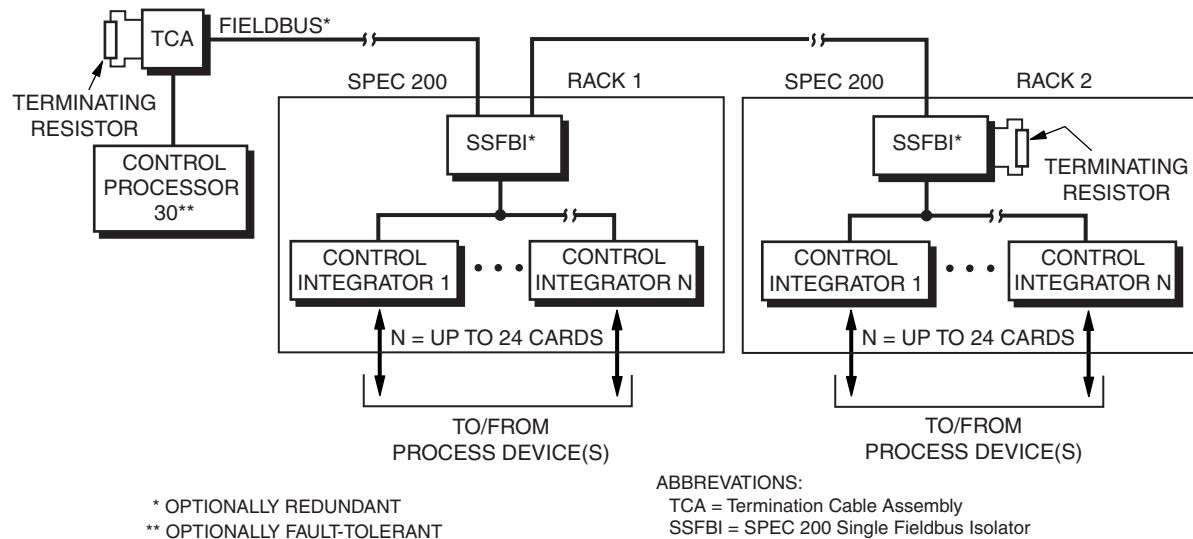 TCA
FIELDBUS*
TERMINATING
RESISTOR
CONTROL
PROCESSOR
30**
SPEC 200
RACK 1
SSFBI*
CONTROL
INTEGRATOR 1
CONTROL
INTEGRATOR N
N = UP TO 24 CARDS
TO/FROM
PROCESS DEVICE(S)
SPEC 200
RACK 2
SSFBI*
TERMINATING
RESISTOR
CONTROL
INTEGRATOR 1
CONTROL
INTEGRATOR N
N = UP TO 24 CARDS
TO/FROM
PROCESS DEVICE(S)
* OPTIONALLY REDUNDANT
** OPTIONALLY FAULT-TOLERANT
ABBREVATIONS:
TCA = Termination Cable Assembly
SSFBI = SPEC 200 Single Fieldbus Isolator